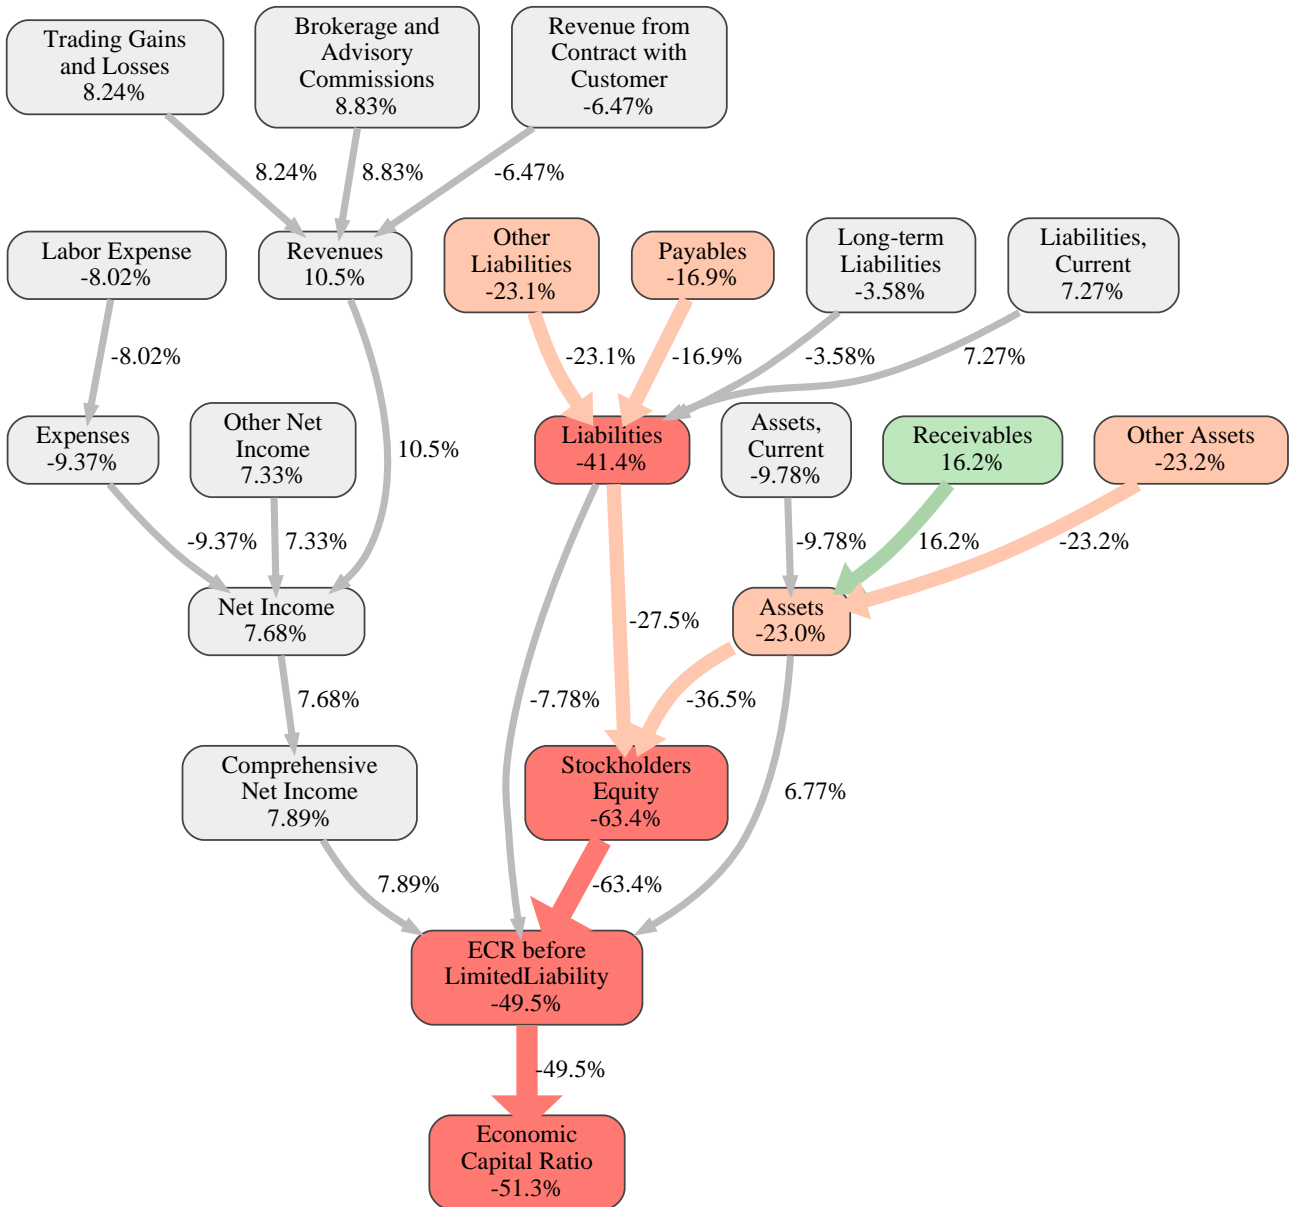 Trading Gains
and Losses
8.24%
Brokerage and
Advisory
Commissions
8.83%
Revenue from
Contract with
Customer
-6.47%
8.24%
8.83%
-6.47%
Labor Expense
-8.02%
Revenues
10.5%
Other
Liabilities
-23.1%
Payables
-16.9%
Long-term
Liabilities
-3.58%
Liabilities,
Current
7.27%
-8.02%
-23.1%
-16.9%
-3.58%
7.27%
Expenses
-9.37%
Other Net
Income
7.33%
10.5%
Liabilities
-41.4%
Assets,
Current
-9.78%
Receivables
16.2%
Other Assets
-23.2%
-9.37%
7.33%
-9.78%
16.2%
-23.2%
Net Income
7.68%
-27.5%
Assets
-23.0%
7.68%
-7.78%
-36.5%
Comprehensive
Net Income
7.89%
Stockholders
Equity
-63.4%
6.77%
7.89%
-63.4%
ECR before
LimitedLiability
-49.5%
-49.5%
Economic
Capital Ratio
-51.3%